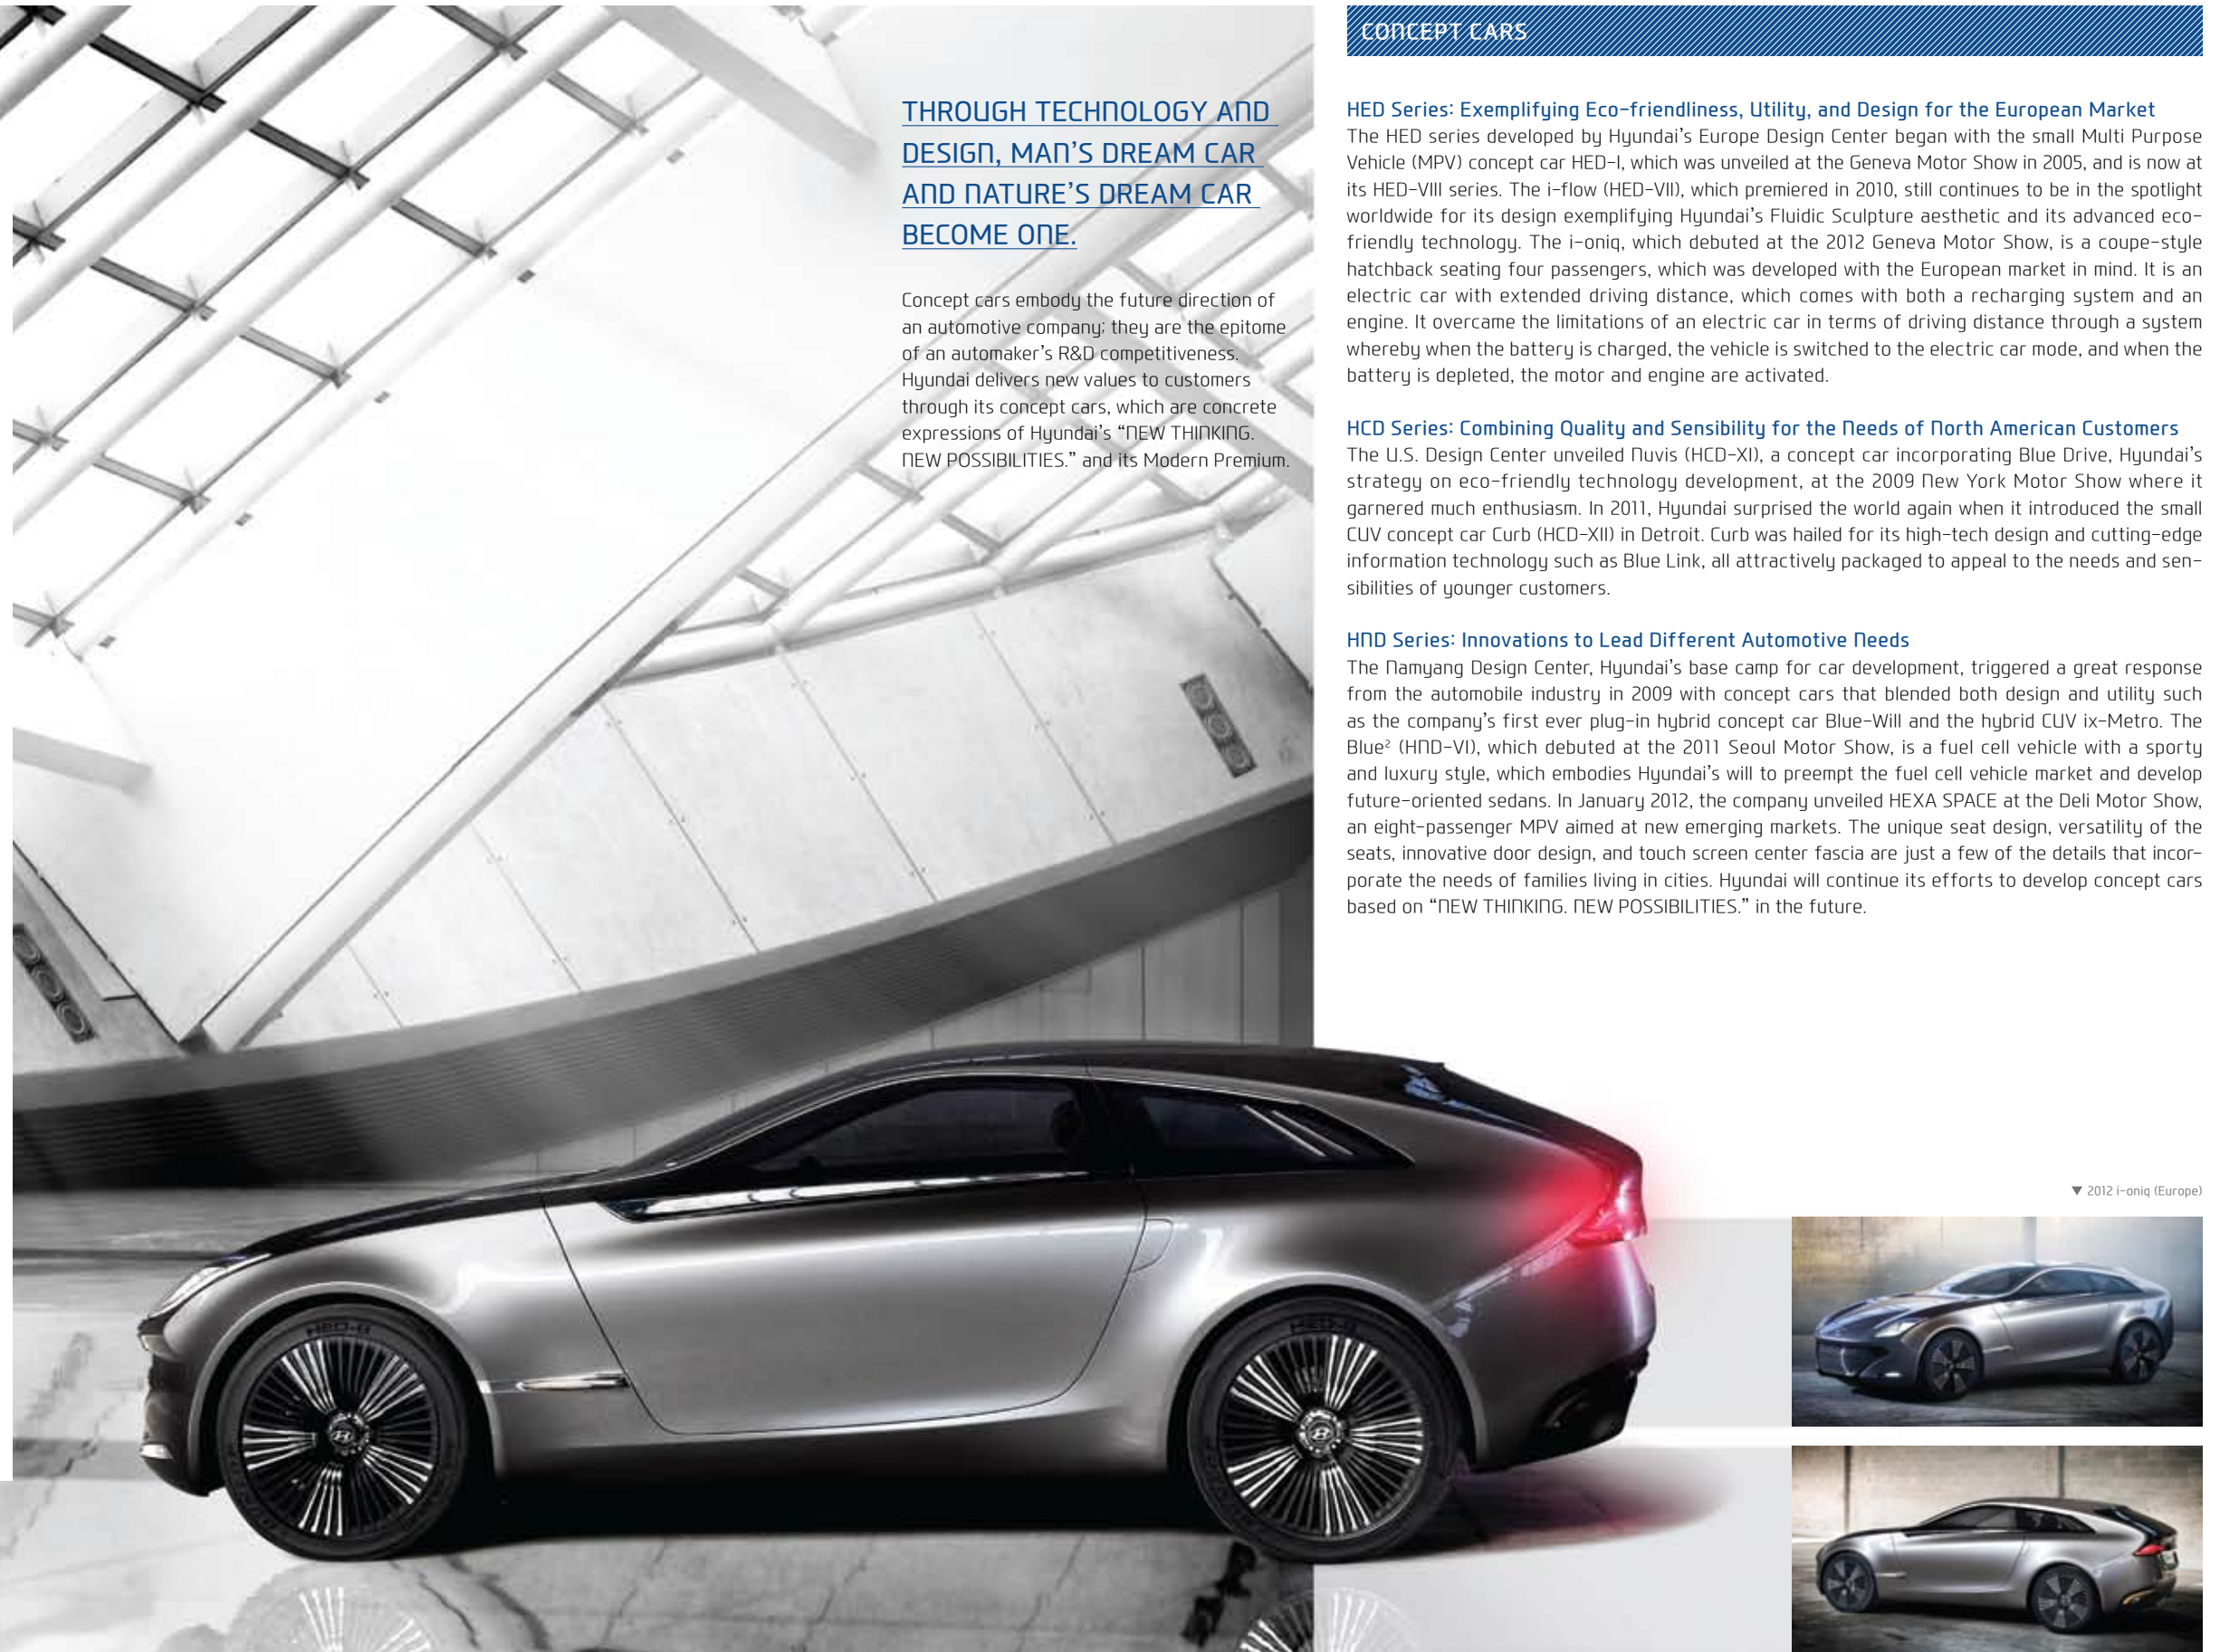 THROUGH TECHNOLOGY AND
DESIGN, MAN'S DREAM CAR
AND NATURE'S DREAM CAR
BECOME ONE.
Concept cars embody the future direction of
an automotive company; they are the epitome
of an automaker's R&D competitiveness.
Hyundai delivers new values to customers
through its concept cars, which are concrete
expressions of Hyundai's “NEW THINKING.
NEW POSSIBILITIES.” and its Modern Premium.
CONCEPT CARS
HED Series: Exemplifying Eco-friendliness, Utility, and Design for the European Market
The HED series developed by Hyundai's Europe Design Center began with the small Multi Purpose
Vehicle (MPV) concept car HED-I, which was unveiled at the Geneva Motor Show in 2005, and is now at
its HED-VIII series. The i-flow (HED-VII), which premiered in 2010, still continues to be in the spotlight
worldwide for its design exemplifying Hyundai's Fluidic Sculpture aesthetic and its advanced eco-
friendly technology. The i-oniq, which debuted at the 2012 Geneva Motor Show, is a coupe-style
hatchback seating four passengers, which was developed with the European market in mind. It is an
electric car with extended driving distance, which comes with both a recharging system and an
engine. It overcame the limitations of an electric car in terms of driving distance through a system
whereby when the battery is charged, the vehicle is switched to the electric car mode, and when the
battery is depleted, the motor and engine are activated.
HCD Series: Combining Quality and Sensibility for the Needs of North American Customers
The U.S. Design Center unveiled Nuvis (HCD-XI), a concept car incorporating Blue Drive, Hyundai's
strategy on eco-friendly technology development, at the 2009 New York Motor Show where it
garnered much enthusiasm. In 2011, Hyundai surprised the world again when it introduced the small
CUV concept car Curb (HCD-XII) in Detroit. Curb was hailed for its high-tech design and cutting-edge
information technology such as Blue Link, all attractively packaged to appeal to the needs and sen-
sibilities of younger customers.
HND Series: Innovations to Lead Different Automotive Needs
The Namyang Design Center, Hyundai's base camp for car development, triggered a great response
from the automobile industry in 2009 with concept cars that blended both design and utility such
as the company's first ever plug-in hybrid concept car Blue-Will and the hybrid CUV ix-Metro. The
Blue² (HND-VI), which debuted at the 2011 Seoul Motor Show, is a fuel cell vehicle with a sporty
and luxury style, which embodies Hyundai's will to preempt the fuel cell vehicle market and develop
future-oriented sedans. In January 2012, the company unveiled HEXA SPACE at the Deli Motor Show,
an eight-passenger MPV aimed at new emerging markets. The unique seat design, versatility of the
seats, innovative door design, and touch screen center fascia are just a few of the details that incor-
porate the needs of families living in cities. Hyundai will continue its efforts to develop concept cars
based on “NEW THINKING. NEW POSSIBILITIES.” in the future.
▼ 2012 i-oniq (Europe)
HED-8
HED-8